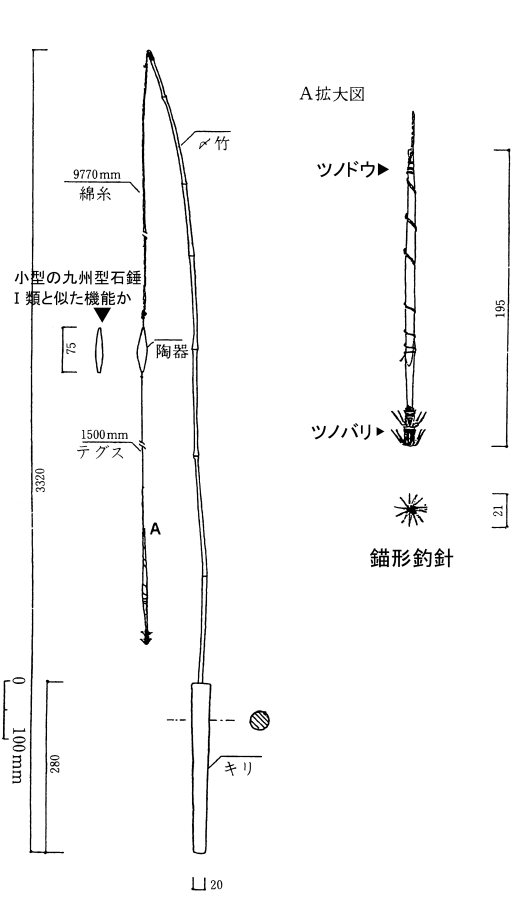 A拡大図
〆竹
ツノドウ
9770mm
綿糸
小型の九州型石錘
I類と似た機能か
75
陶器
195
1500mm
テグス
ツノバリ
3320
21
A
錨形釣針
0
100mm
280
キリ
20